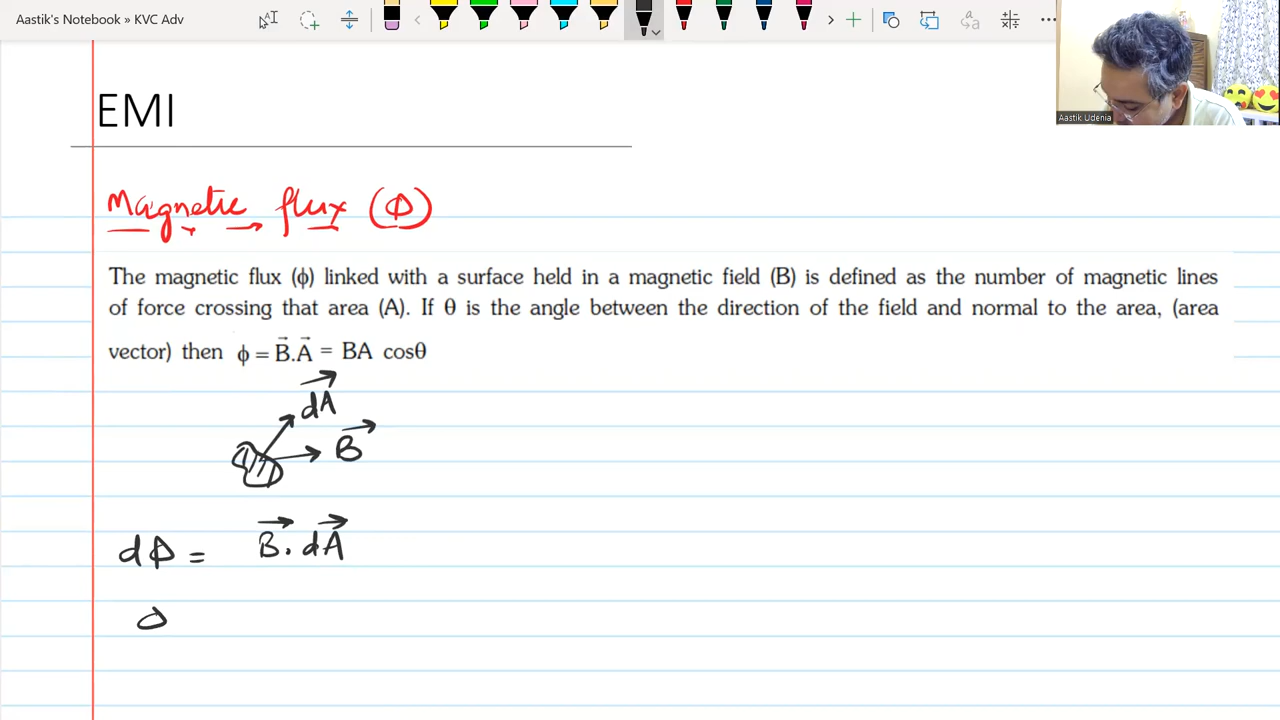 Aastik's Notebook » KVC Adv
Aastik Udenia
EMI
Magnetic flux (Φ)
The magnetic flux (ϕ) linked with a surface held in a magnetic field (B) is defined as the number of magnetic lines
of force crossing that area (A). If θ is the angle between the direction of the field and normal to the area, (area
vector) then ϕ = B⃗.A⃗ = BA cosθ
dA⃗
B⃗
dΦ = B⃗. dA⃗